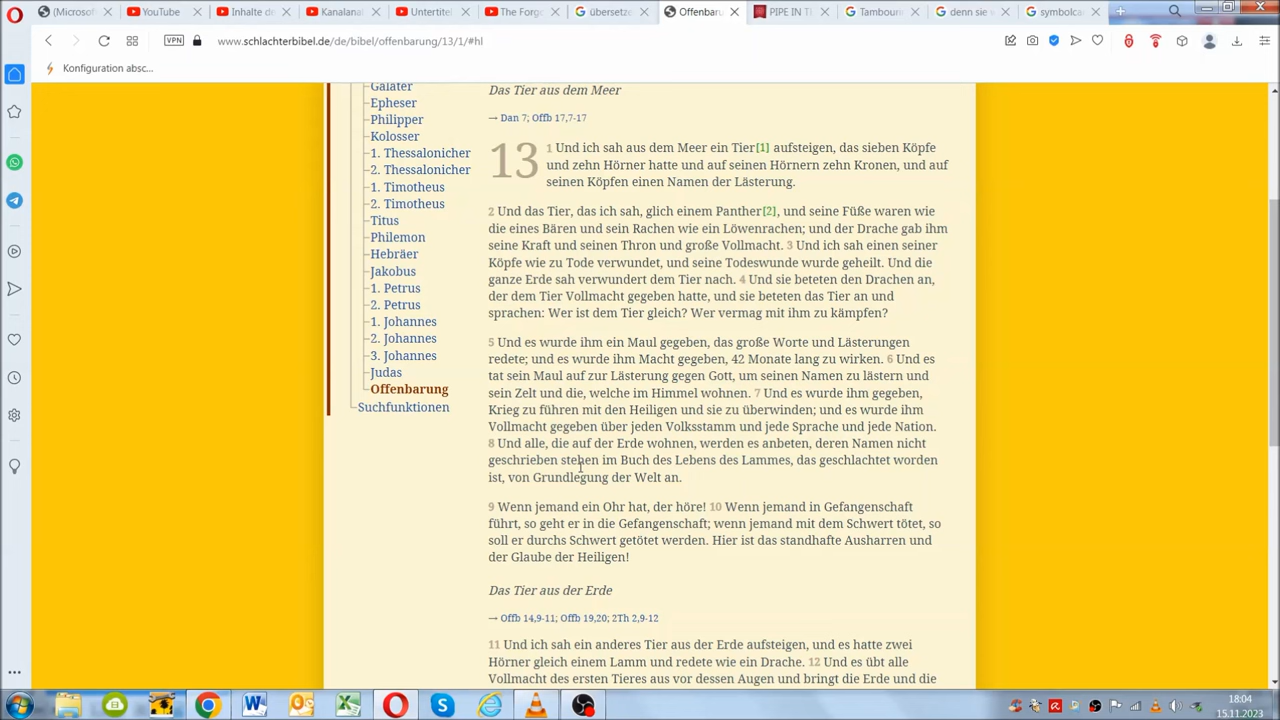 (Microsof
YouTube
Inhalte de
Kanalanal
Untertitel
The Forgo
übersetze
Offenbaru
PIPE IN TH
Tambouri
denn sie v
symbolcar
VPN
www.schlachterbibel.de/de/bibel/offenbarung/13/1/#hl
Konfiguration absc...
Galater
Epheser
Philipper
Kolosser
1. Thessalonicher
2. Thessalonicher
1. Timotheus
2. Timotheus
Titus
Philemon
Hebräer
Jakobus
1. Petrus
2. Petrus
1. Johannes
2. Johannes
3. Johannes
Judas
Offenbarung
Suchfunktionen
Das Tier aus dem Meer
→ Dan 7; Offb 17,7-17
13 1 Und ich sah aus dem Meer ein Tier[1] aufsteigen, das sieben Köpfe
und zehn Hörner hatte und auf seinen Hörnern zehn Kronen, und auf
seinen Köpfen einen Namen der Lästerung.
2 Und das Tier, das ich sah, glich einem Panther[2], und seine Füße waren wie
die eines Bären und sein Rachen wie ein Löwenrachen; und der Drache gab ihm
seine Kraft und seinen Thron und große Vollmacht. 3 Und ich sah einen seiner
Köpfe wie zu Tode verwundet, und seine Todeswunde wurde geheilt. Und die
ganze Erde sah verwundert dem Tier nach. 4 Und sie beteten den Drachen an,
der dem Tier Vollmacht gegeben hatte, und sie beteten das Tier an und
sprachen: Wer ist dem Tier gleich? Wer vermag mit ihm zu kämpfen?
5 Und es wurde ihm ein Maul gegeben, das große Worte und Lästerungen
redete; und es wurde ihm Macht gegeben, 42 Monate lang zu wirken. 6 Und es
tat sein Maul auf zur Lästerung gegen Gott, um seinen Namen zu lästern und
sein Zelt und die, welche im Himmel wohnen. 7 Und es wurde ihm gegeben,
Krieg zu führen mit den Heiligen und sie zu überwinden; und es wurde ihm
Vollmacht gegeben über jeden Volksstamm und jede Sprache und jede Nation.
8 Und alle, die auf der Erde wohnen, werden es anbeten, deren Namen nicht
geschrieben stehen im Buch des Lebens des Lammes, das geschlachtet worden
ist, von Grundlegung der Welt an.
9 Wenn jemand ein Ohr hat, der höre! 10 Wenn jemand in Gefangenschaft
führt, so geht er in die Gefangenschaft; wenn jemand mit dem Schwert tötet, so
soll er durchs Schwert getötet werden. Hier ist das standhafte Ausharren und
der Glaube der Heiligen!
Das Tier aus der Erde
→ Offb 14,9-11; Offb 19,20; 2Th 2,9-12
11 Und ich sah ein anderes Tier aus der Erde aufsteigen, und es hatte zwei
Hörner gleich einem Lamm und redete wie ein Drache. 12 Und es übt alle
Vollmacht des ersten Tieres aus vor dessen Augen und bringt die Erde und die
18:04
15.11.2023